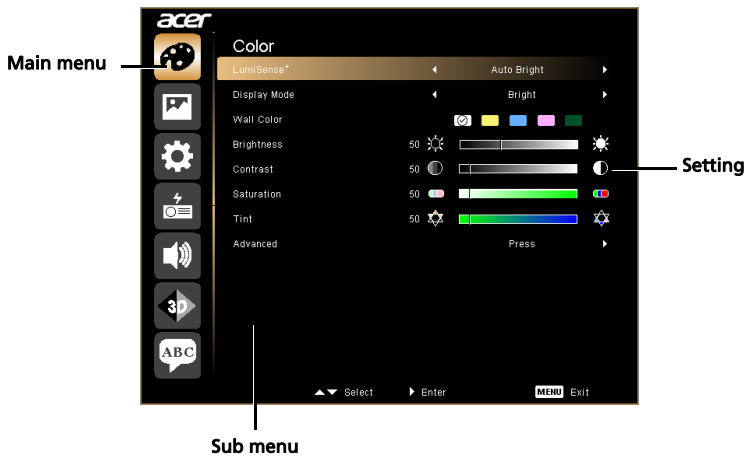 acer
Main menu
Color
LumiSense+ Auto Bright
Display Mode Bright
Wall Color
Brightness 50
Contrast 50
Setting
Saturation 50
Tint 50
Advanced Press
3D
ABC
Select Enter MENU Exit
Sub menu